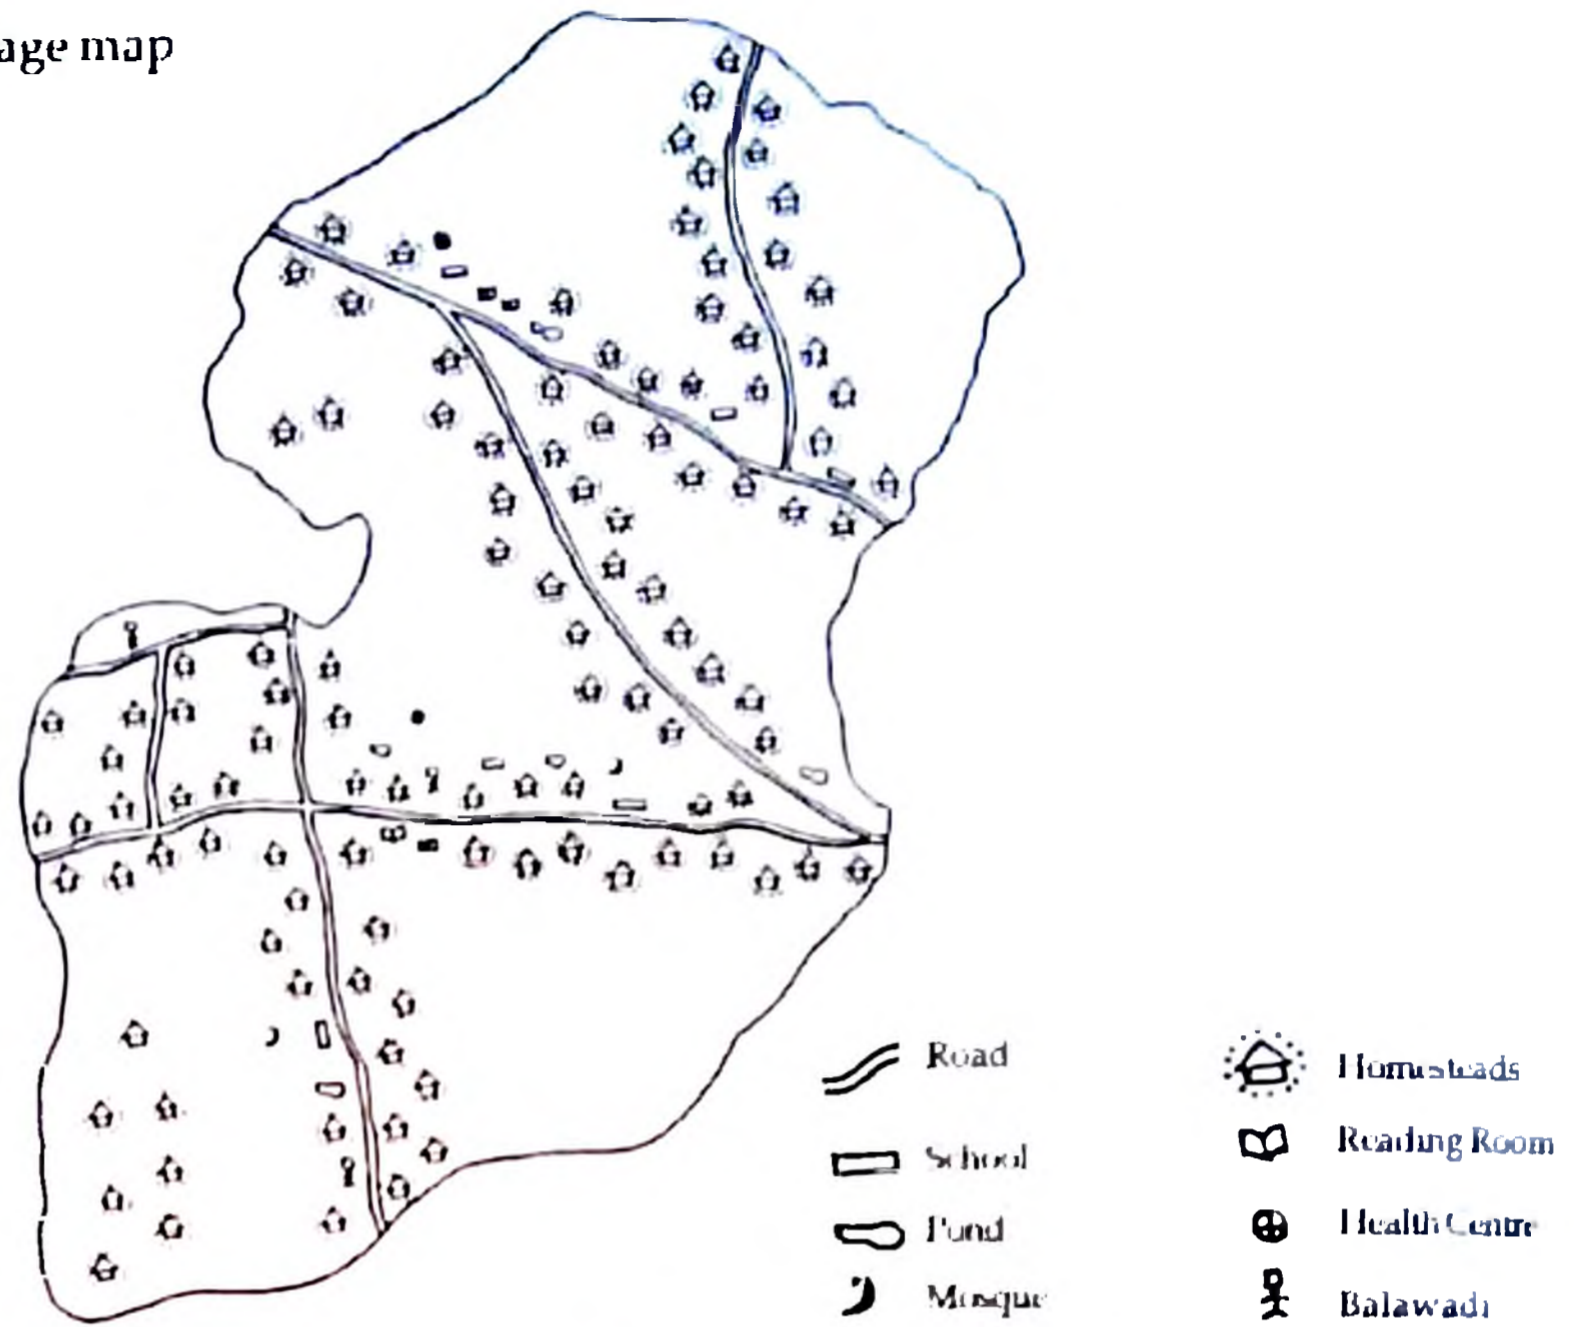 age map
Road
School
Pond
Mosque
Homesteads
Reading Room
Health Centre
Balawadi